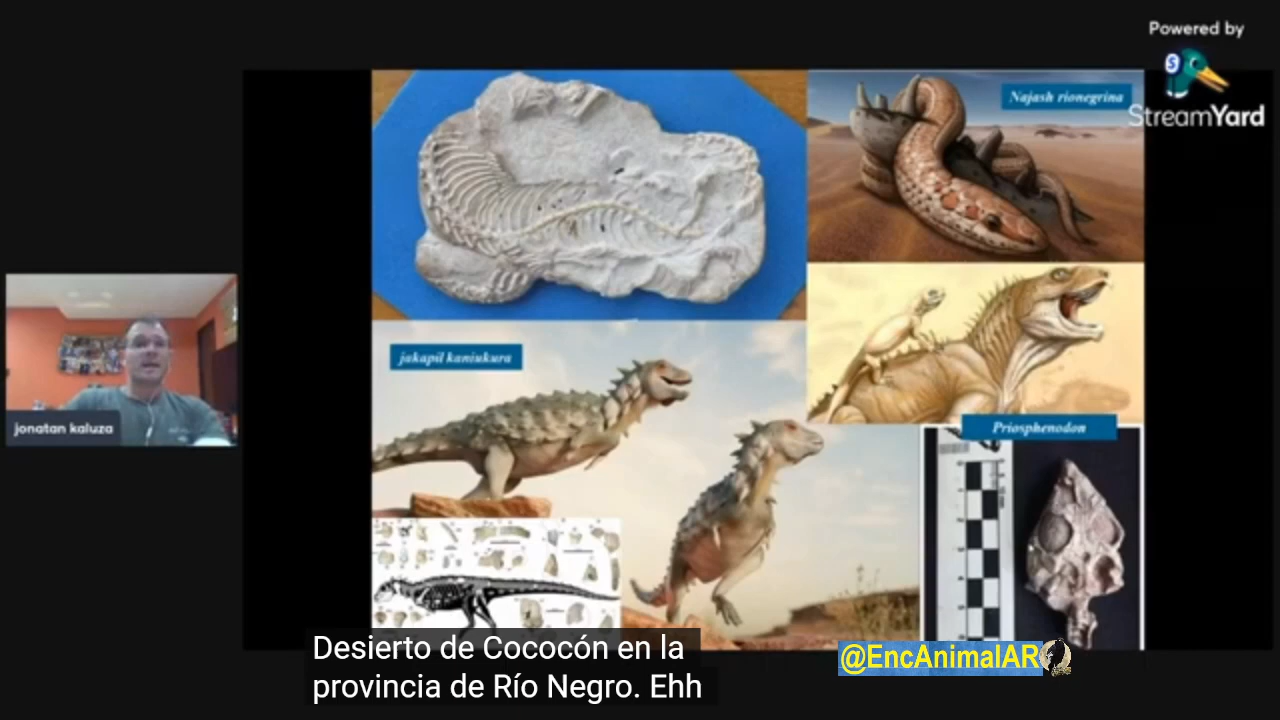 Powered by
StreamYard
Najash rionegrina
jakapil kaniukura
Priosphenodon
jonatan kaluza
Desierto de Cococón en la
provincia de Río Negro. Ehh
@EncAnimalAR